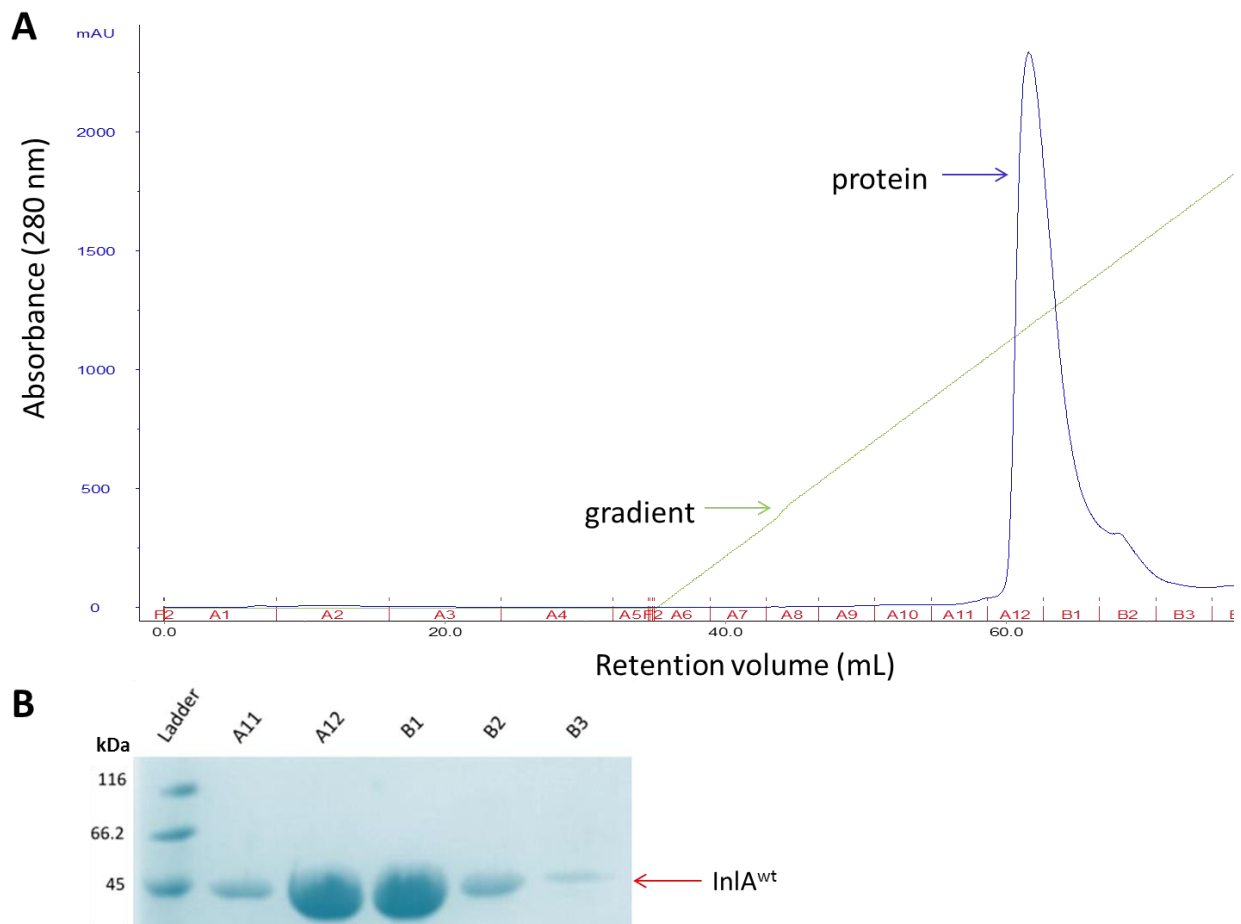 A
mAU
2000
1500
1000
500
0
Absorbance (280 nm)
protein
gradient
F2 A1 A2 A3 A4 A5 F2 A6 A7 A8 A9 A10 A11 A12 B1 B2 B3
0.0 20.0 40.0 60.0
Retention volume (mL)
B
Ladder A11 A12 B1 B2 B3
kDa
116
66.2
45
InlAwt